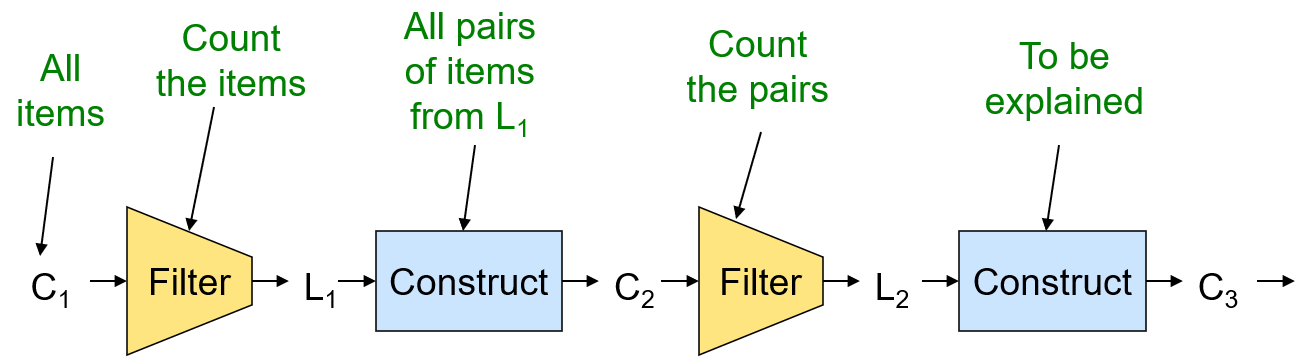 All
items
Count
the items
All pairs
of items
from L₁
Count
the pairs
To be
explained
C₁
Filter
L₁
Construct
C₂
Filter
L₂
Construct
C₃